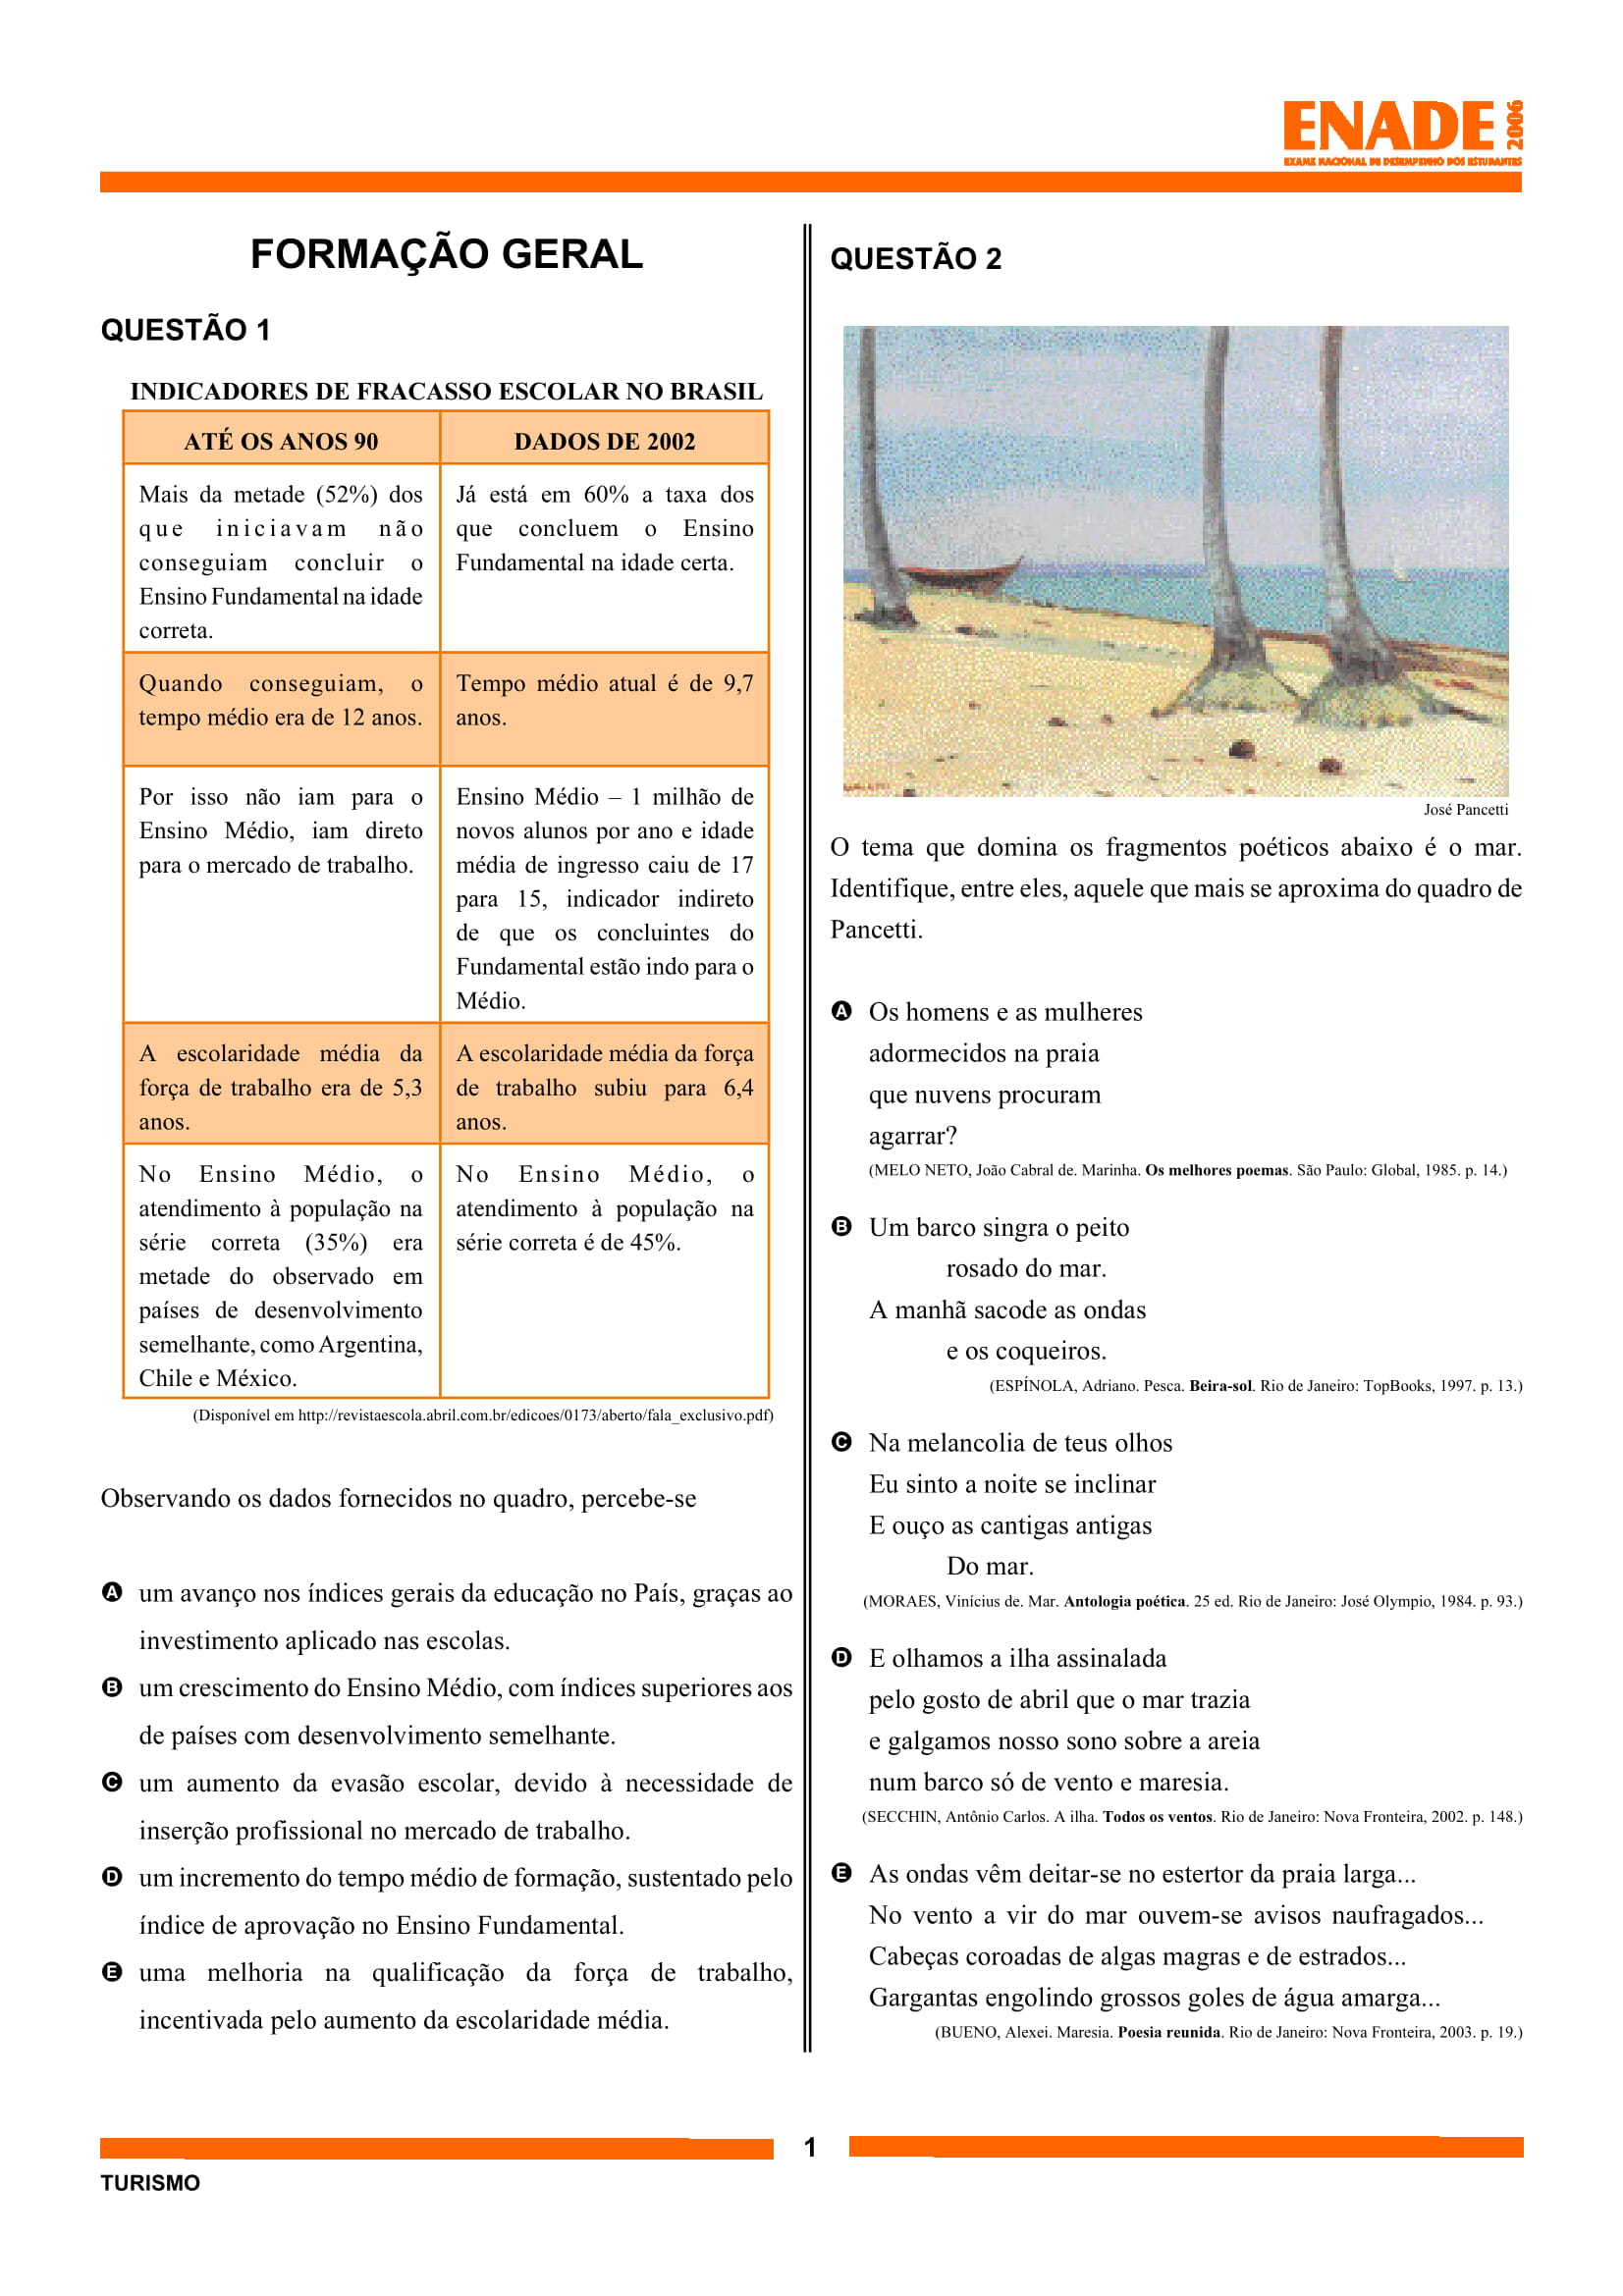 ENADE 2006
EXAME NACIONAL DE DESEMPENHO DOS ESTUDANTES
FORMAÇÃO GERAL
QUESTÃO 1
INDICADORES DE FRACASSO ESCOLAR NO BRASIL
ATÉ OS ANOS 90
DADOS DE 2002
Mais da metade (52%) dos
que iniciavam não
conseguiam concluir o
Ensino Fundamental na idade
correta.
Já está em 60% a taxa dos
que concluem o Ensino
Fundamental na idade certa.
Quando conseguiam, o
tempo médio era de 12 anos.
Tempo médio atual é de 9,7
anos.
Por isso não iam para o
Ensino Médio, iam direto
para o mercado de trabalho.
Ensino Médio – 1 milhão de
novos alunos por ano e idade
média de ingresso caiu de 17
para 15, indicador indireto
de que os concluintes do
Fundamental estão indo para o
Médio.
A escolaridade média da
força de trabalho era de 5,3
anos.
A escolaridade média da força
de trabalho subiu para 6,4
anos.
No Ensino Médio, o
atendimento à população na
série correta (35%) era
metade do observado em
países de desenvolvimento
semelhante, como Argentina,
Chile e México.
No Ensino Médio, o
atendimento à população na
série correta é de 45%.
(Disponível em http://revistaescola.abril.com.br/edicoes/0173/aberto/fala_exclusivo.pdf)
Observando os dados fornecidos no quadro, percebe-se
A um avanço nos índices gerais da educação no País, graças ao
investimento aplicado nas escolas.
B um crescimento do Ensino Médio, com índices superiores aos
de países com desenvolvimento semelhante.
C um aumento da evasão escolar, devido à necessidade de
inserção profissional no mercado de trabalho.
D um incremento do tempo médio de formação, sustentado pelo
índice de aprovação no Ensino Fundamental.
E uma melhoria na qualificação da força de trabalho,
incentivada pelo aumento da escolaridade média.
QUESTÃO 2
José Pancetti
O tema que domina os fragmentos poéticos abaixo é o mar.
Identifique, entre eles, aquele que mais se aproxima do quadro de
Pancetti.
A Os homens e as mulheres
adormecidos na praia
que nuvens procuram
agarrar?
(MELO NETO, João Cabral de. Marinha. Os melhores poemas. São Paulo: Global, 1985. p. 14.)
B Um barco singra o peito
rosado do mar.
A manhã sacode as ondas
e os coqueiros.
(ESPÍNOLA, Adriano. Pesca. Beira-sol. Rio de Janeiro: TopBooks, 1997. p. 13.)
C Na melancolia de teus olhos
Eu sinto a noite se inclinar
E ouço as cantigas antigas
Do mar.
(MORAES, Vinícius de. Mar. Antologia poética. 25 ed. Rio de Janeiro: José Olympio, 1984. p. 93.)
D E olhamos a ilha assinalada
pelo gosto de abril que o mar trazia
e galgamos nosso sono sobre a areia
num barco só de vento e maresia.
(SECCHIN, Antônio Carlos. A ilha. Todos os ventos. Rio de Janeiro: Nova Fronteira, 2002. p. 148.)
E As ondas vêm deitar-se no estertor da praia larga...
No vento a vir do mar ouvem-se avisos naufragados...
Cabeças coroadas de algas magras e de estrados...
Gargantas engolindo grossos goles de água amarga...
(BUENO, Alexei. Maresia. Poesia reunida. Rio de Janeiro: Nova Fronteira, 2003. p. 19.)
1
TURISMO